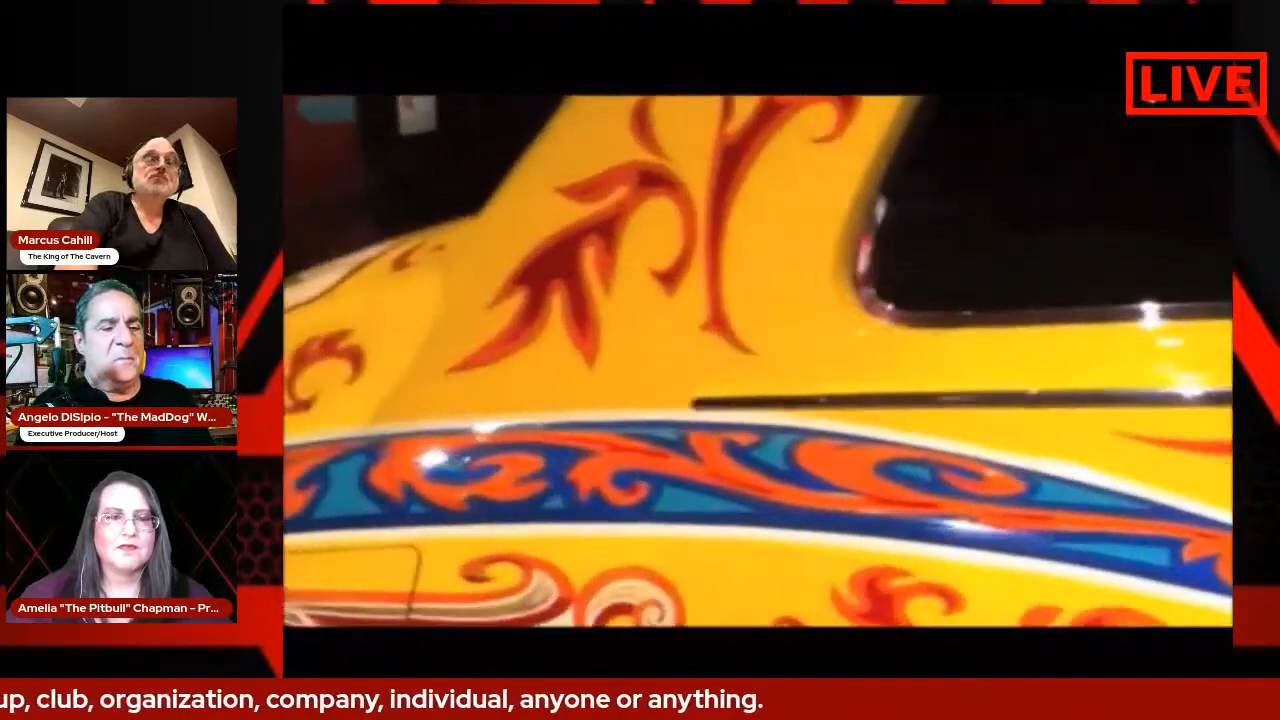 LIVE
Marcus Cahill
The King of The Cavern
Angelo DiSipio - "The MadDog" W...
Executive Producer/Host
Amelia "The Pitbull" Chapman - Pr...
up, club, organization, company, individual, anyone or anything.